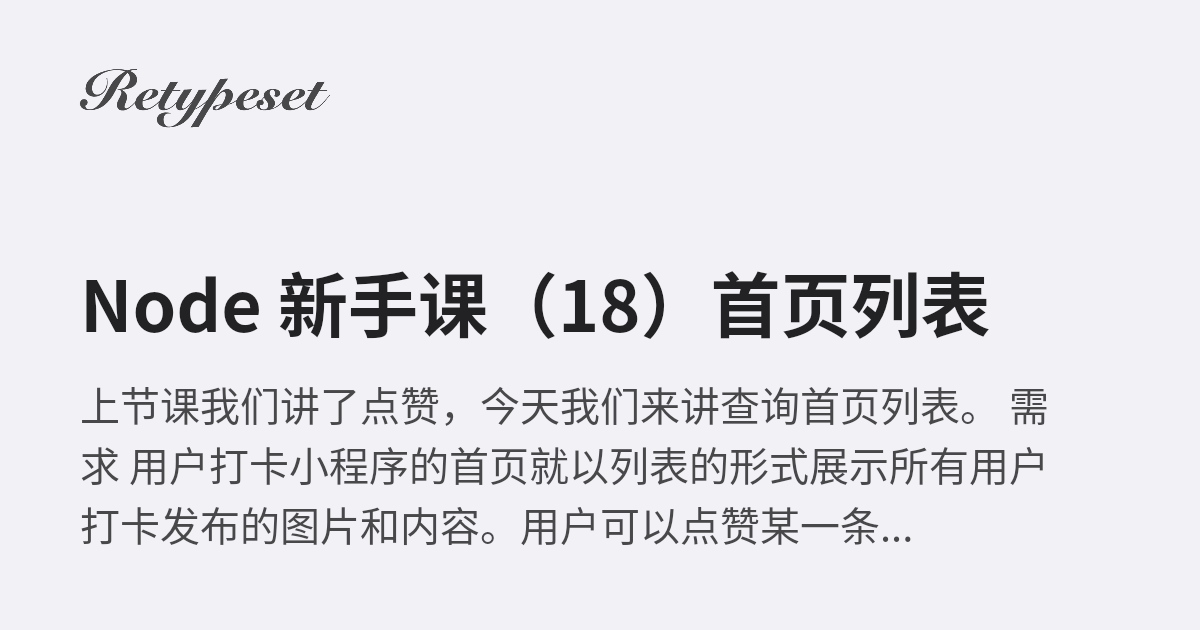 Retypeset
Node 新手课（18）首页列表
上节课我们讲了点赞，今天我们来讲查询首页列表。 需
求 用户打卡小程序的首页就以列表的形式展示所有用户
打卡发布的图片和内容。用户可以点赞某一条...